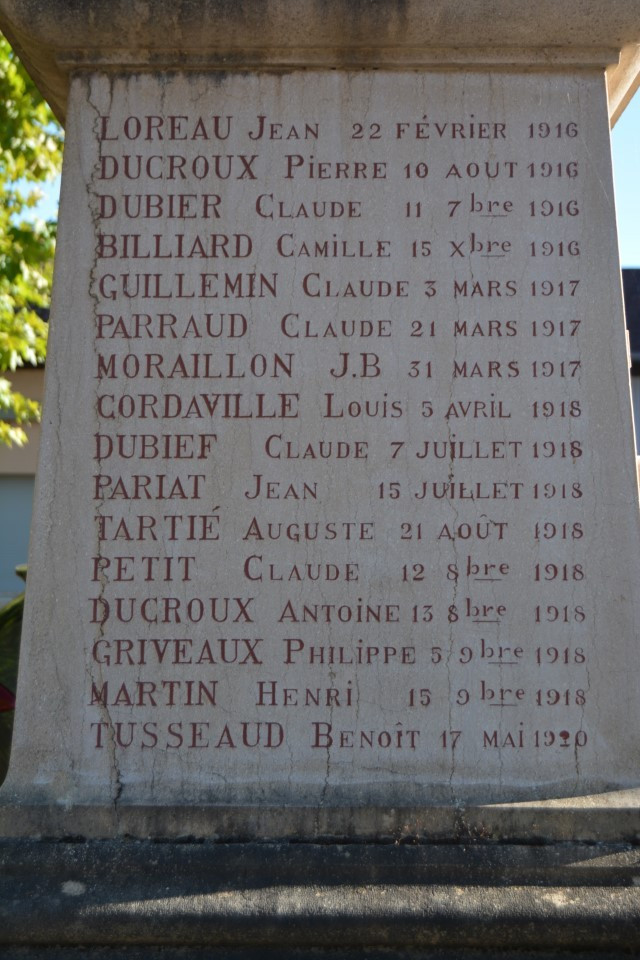 LOREAU JEAN 22 FÉVRIER 1916
DUCROUX PIERRE 10 AOUT 1916
DUBIER CLAUDE 11 7bre 1916
BILLIARD CAMILLE 15 Xbre 1916
GUILLEMIN CLAUDE 3 MARS 1917
PARRAUD CLAUDE 21 MARS 1917
MORAILLON J.B 31 MARS 1917
CORDAVILLE LOUIS 5 AVRIL 1918
DUBIEF CLAUDE 7 JUILLET 1918
PARIAT JEAN 15 JUILLET 1918
TARTIÉ AUGUSTE 21 AOÛT 1918
PETIT CLAUDE 12 8bre 1918
DUCROUX ANTOINE 13 8bre 1918
GRIVEAUX PHILIPPE 5 9bre 1918
MARTIN HENRI 15 9bre 1918
TUSSEAUD BENOÎT 17 MAI 1920